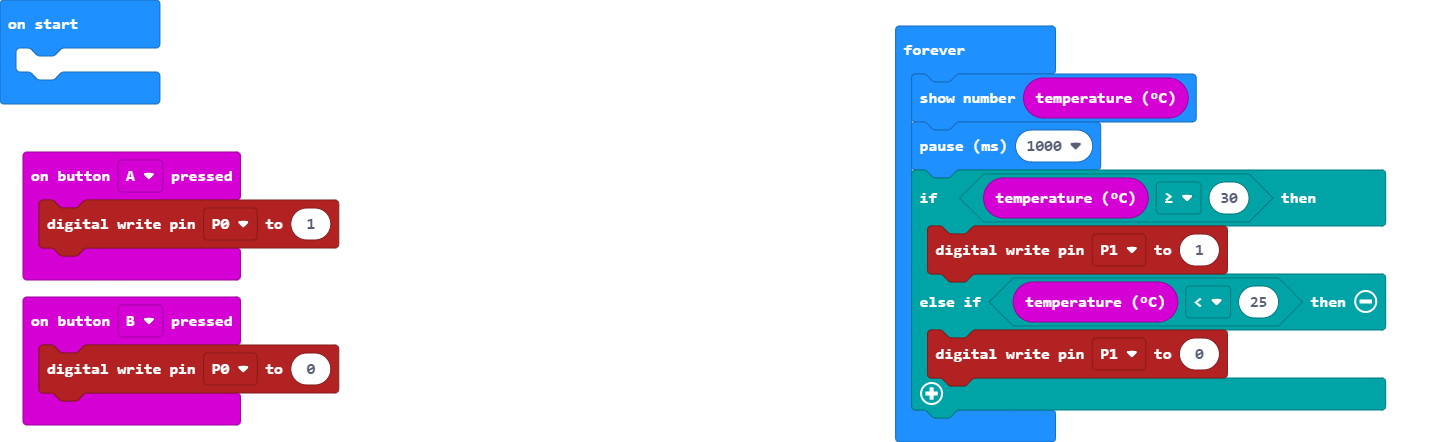 on start
on button A pressed
digital write pin P0 to 1
on button B pressed
digital write pin P0 to 0
forever
show number temperature (ºC)
pause (ms) 1000
if temperature (ºC) ≥ 30 then
digital write pin P1 to 1
else if temperature (ºC) < 25 then
digital write pin P1 to 0